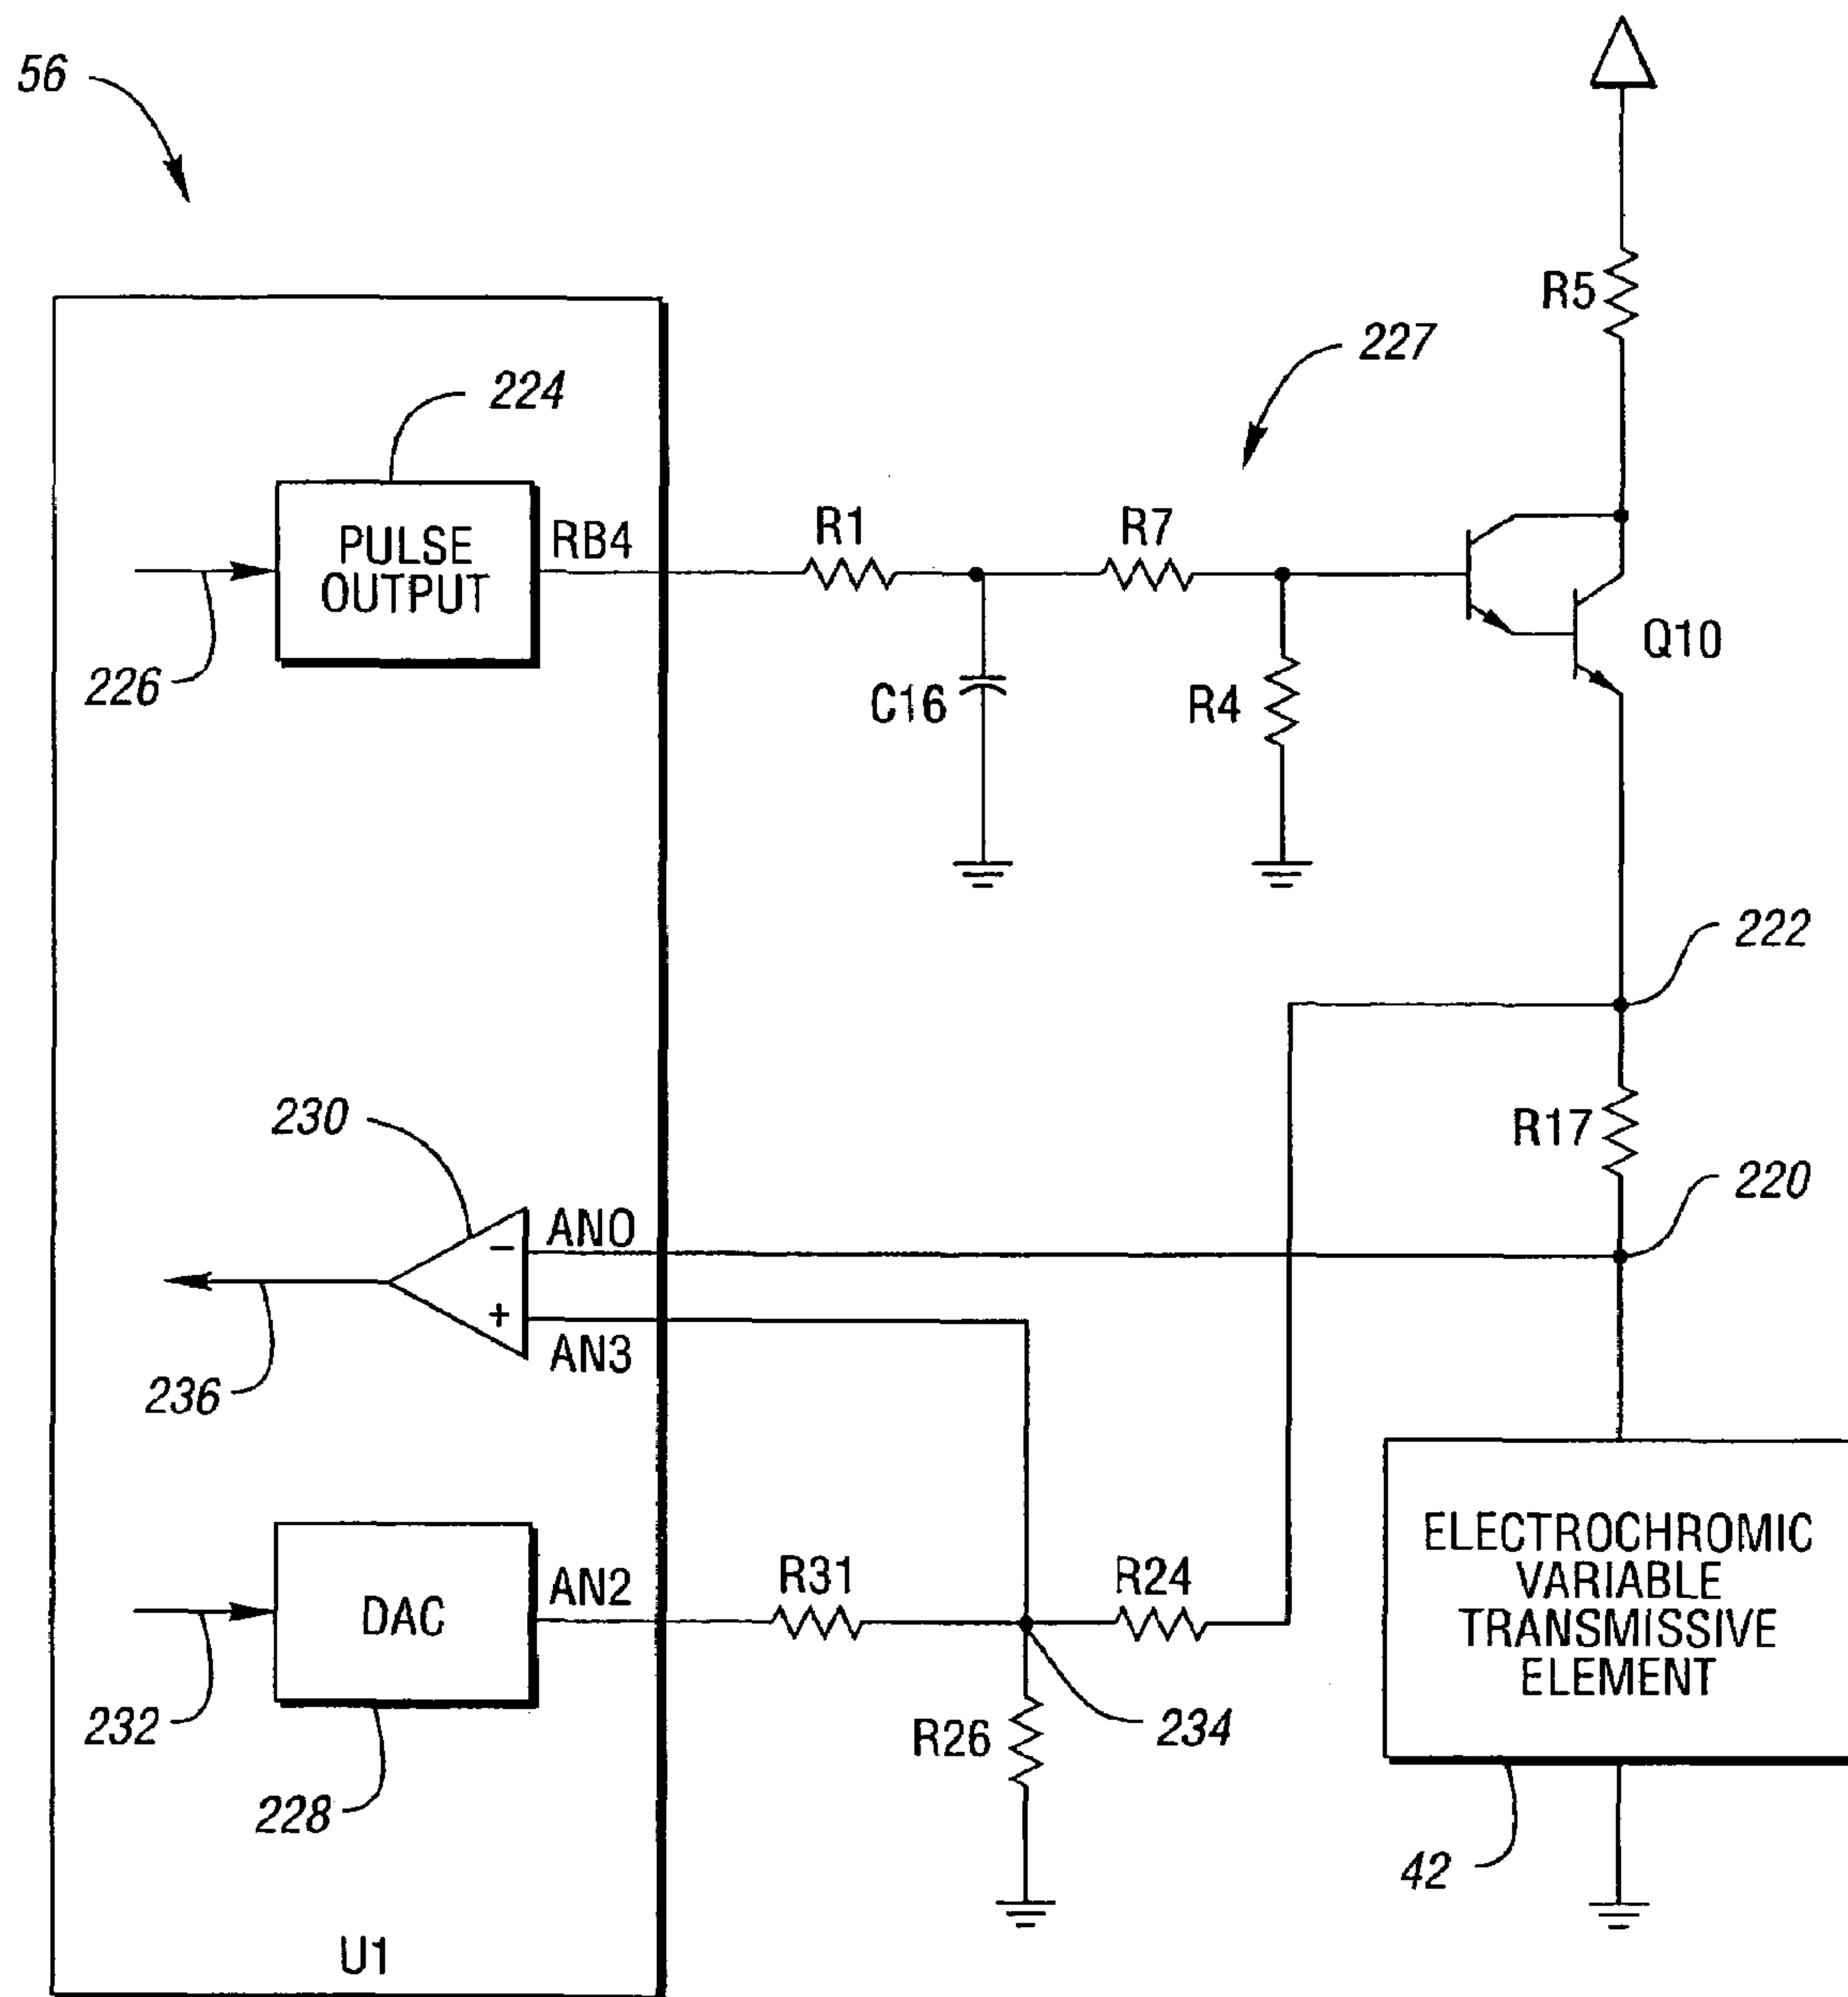 56
R5
227
224
PULSE
OUTPUT
RB4
R1
R7
226
C16
R4
Q10
222
R17
230
220
AN0
-
+
AN3
236
ELECTROCHROMIC
VARIABLE
TRANSMISSIVE
ELEMENT
DAC
AN2
R31
R24
232
R26
234
228
42
U1